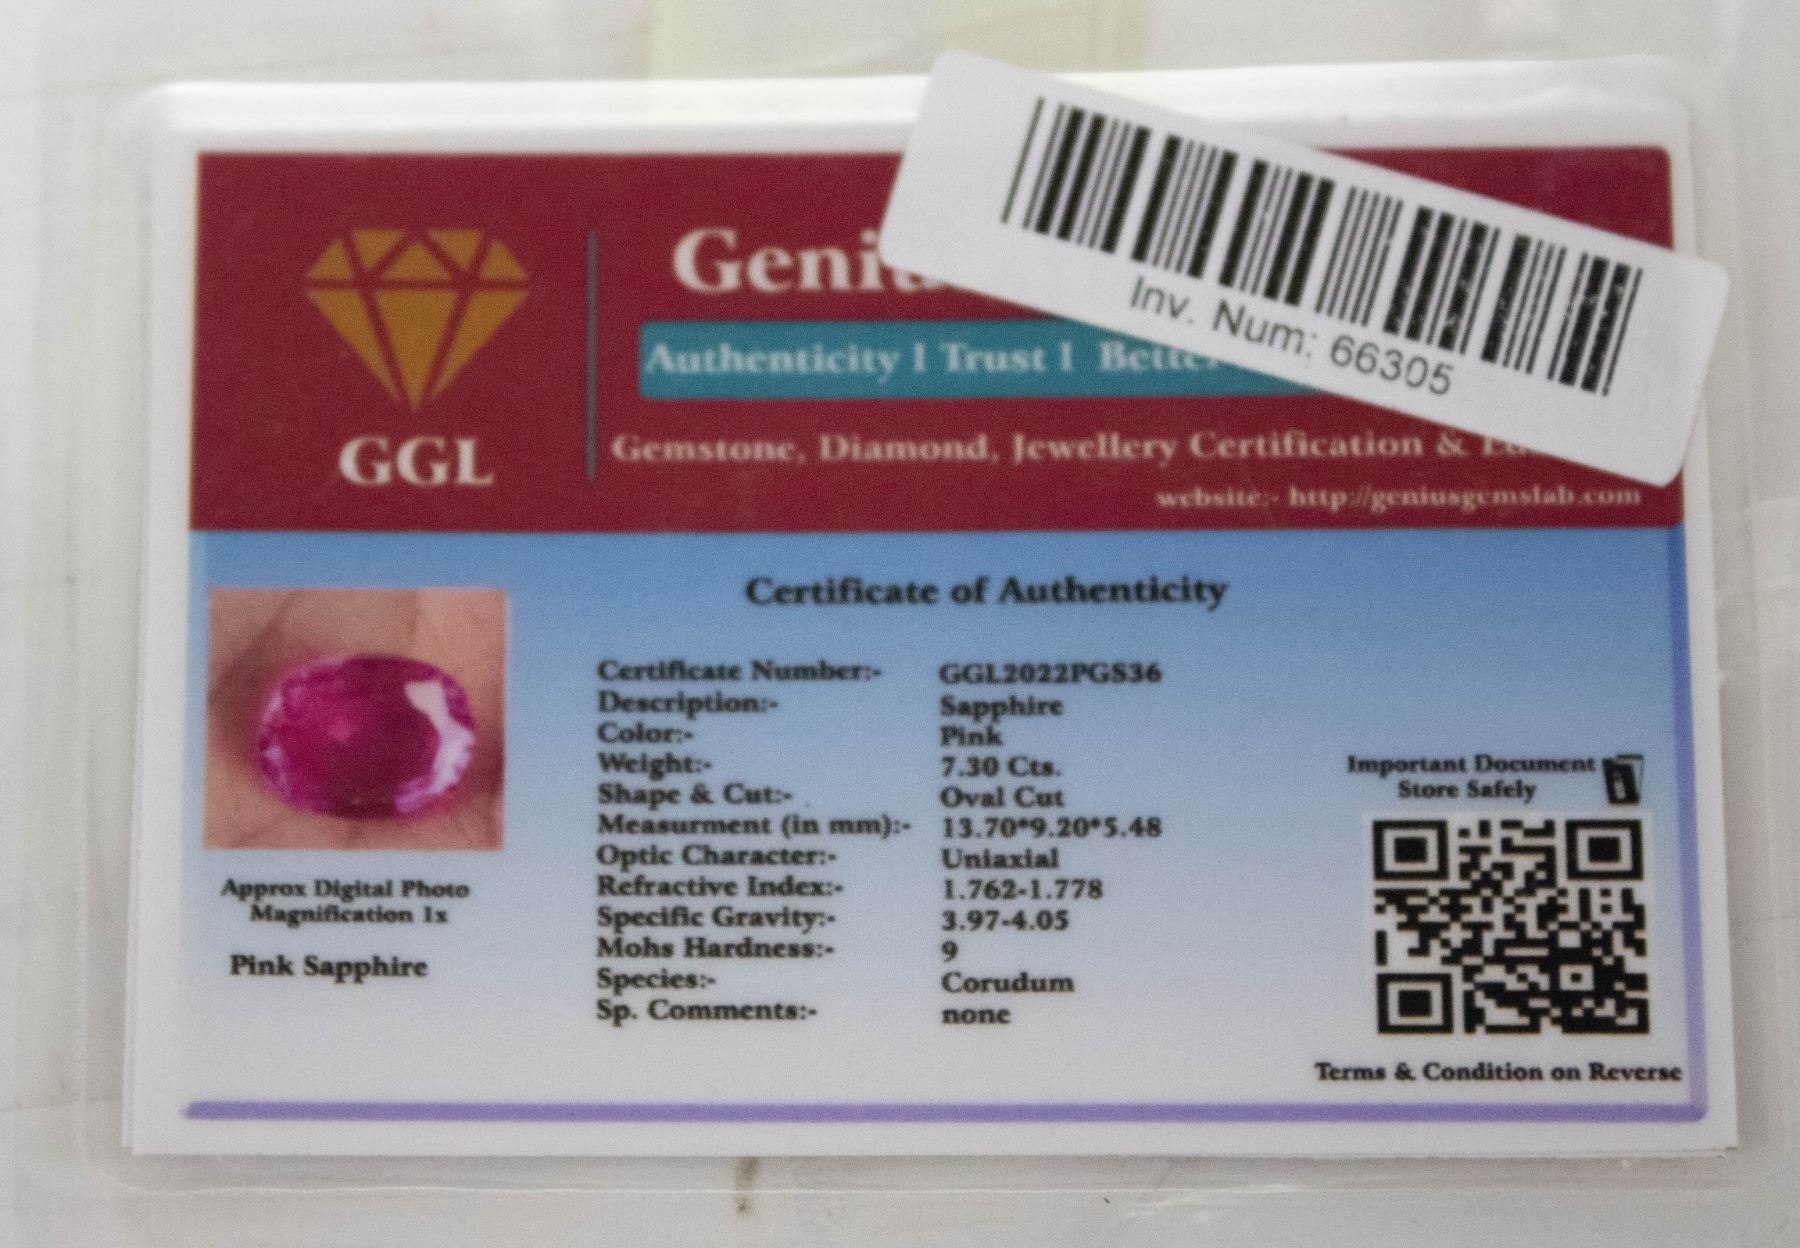 Inv. Num: 66305
GGL
Authenticity I Trust I
Gemstone, Diamond, Jewellery Certification &
website:- http://geniusgemslab.com
Certificate of Authenticity
Certificate Number:- GGL2022PGS36
Description:- Sapphire
Color:- Pink
Weight:- 7.30 Cts.
Shape & Cut:- Oval Cut
Measurment (in mm):- 13.70*9.20*5.48
Optic Character:- Uniaxial
Refractive Index:- 1.762-1.778
Specific Gravity:- 3.97-4.05
Mohs Hardness:- 9
Species:- Corudum
Sp. Comments:- none
Approx Digital Photo
Magnification 1x
Pink Sapphire
Important Document
Store Safely
Terms & Condition on Reverse